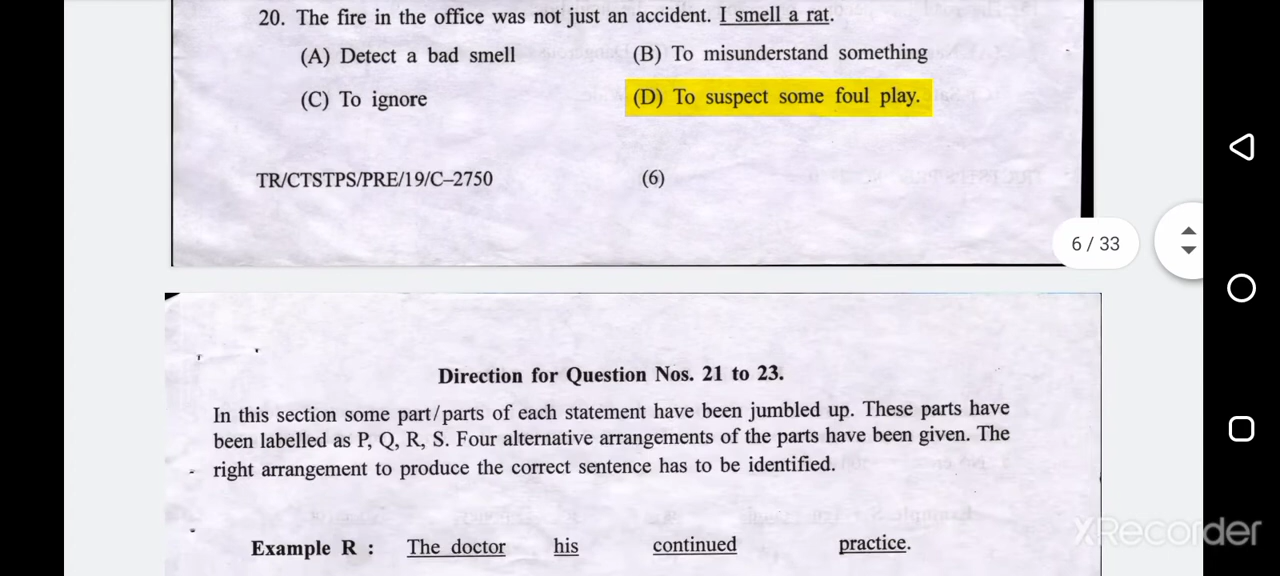 20. The fire in the office was not just an accident. I smell a rat.
(A) Detect a bad smell (B) To misunderstand something
(C) To ignore (D) To suspect some foul play.
TR/CTSTPS/PRE/19/C–2750 (6)
6 / 33
Direction for Question Nos. 21 to 23.
In this section some part/parts of each statement have been jumbled up. These parts have
been labelled as P, Q, R, S. Four alternative arrangements of the parts have been given. The
right arrangement to produce the correct sentence has to be identified.
Example R : The doctor his continued practice.
XRecorder